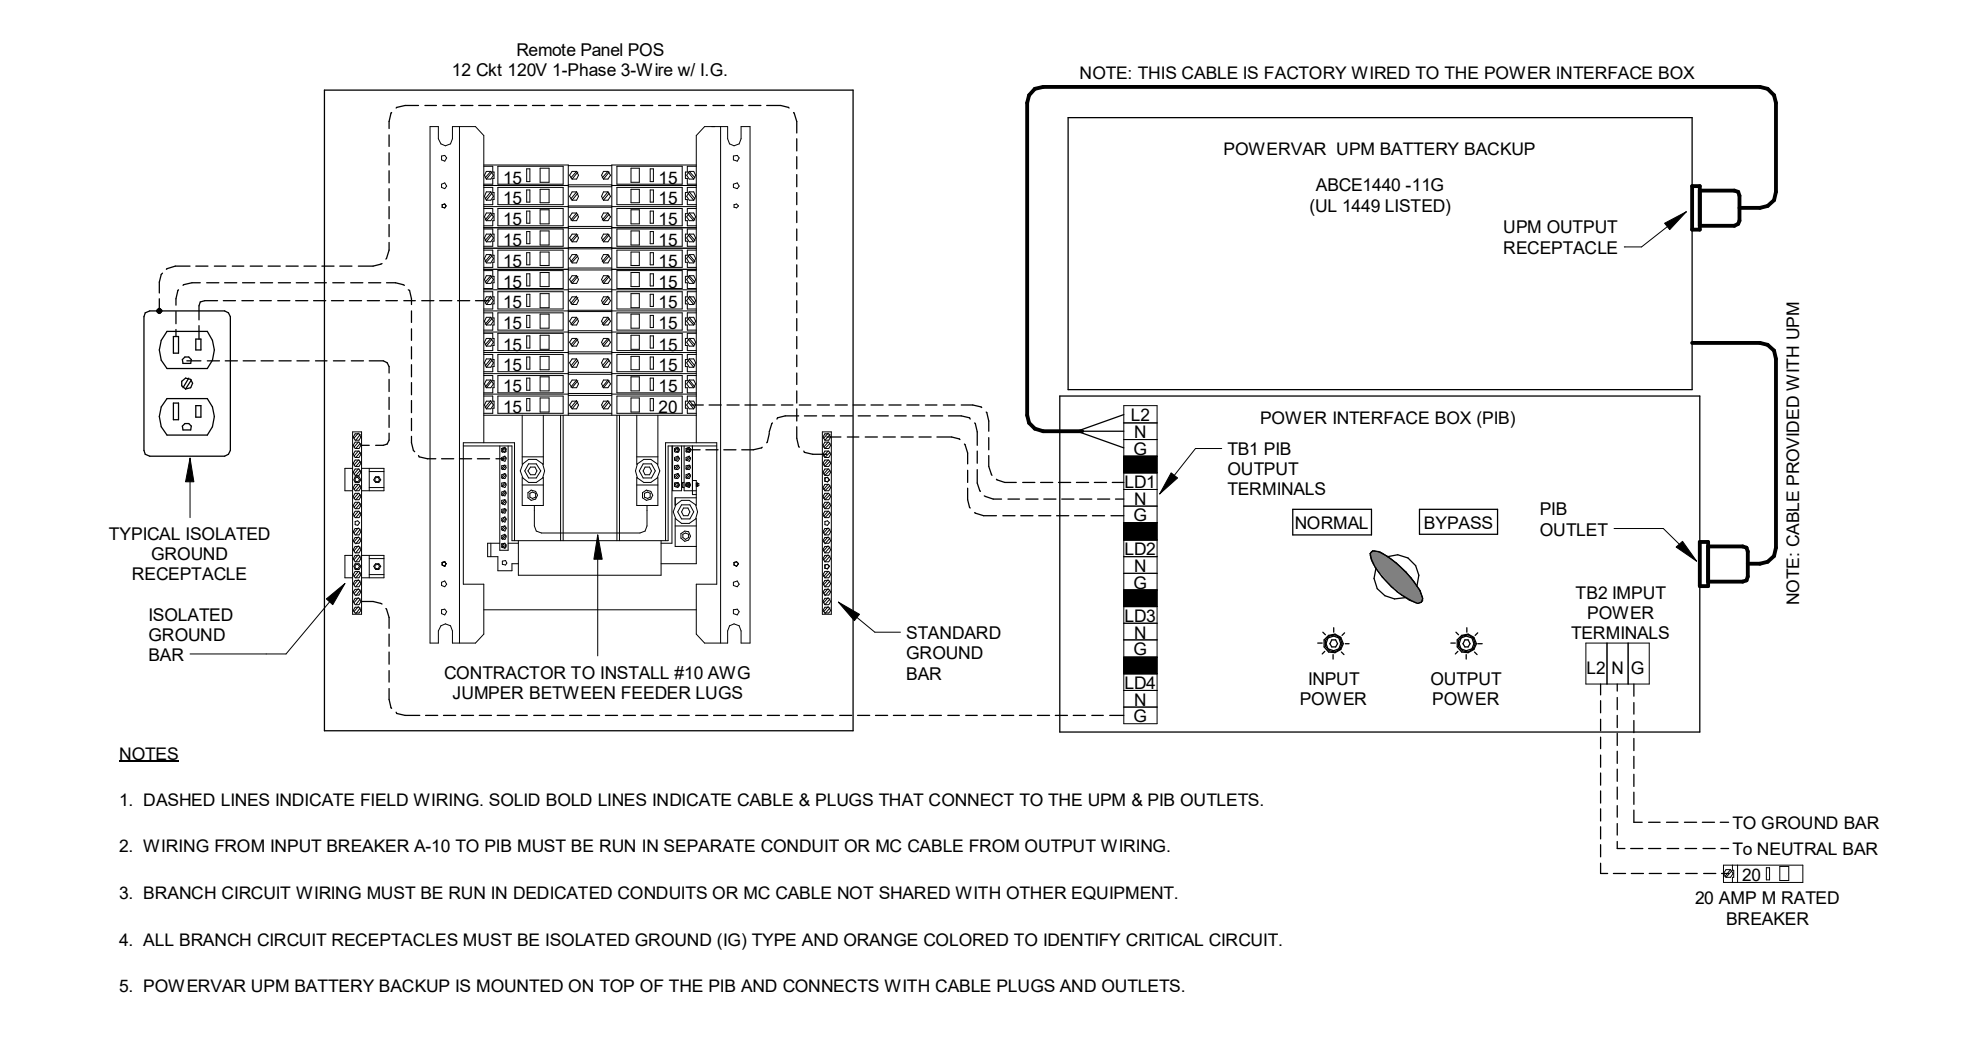 Remote Panel POS
12 Ckt 120V 1-Phase 3-Wire w/ I.G.
NOTE: THIS CABLE IS FACTORY WIRED TO THE POWER INTERFACE BOX
POWERVAR UPM BATTERY BACKUP
ABCE1440 -11G
(UL 1449 LISTED)
UPM OUTPUT
RECEPTACLE
NOTE: CABLE PROVIDED WITH UPM
15 15
15 15
15 15
15 15
15 15
15 15
15 15
15 15
15 15
15 15
15 15
15 20
TYPICAL ISOLATED
GROUND
RECEPTACLE
ISOLATED
GROUND
BAR
CONTRACTOR TO INSTALL #10 AWG
JUMPER BETWEEN FEEDER LUGS
STANDARD
GROUND
BAR
L2
N
G
LD1
N
G
LD2
N
G
LD3
N
G
LD4
N
G
POWER INTERFACE BOX (PIB)
TB1 PIB
OUTPUT
TERMINALS
NORMAL
BYPASS
PIB
OUTLET
INPUT
POWER
OUTPUT
POWER
TB2 IMPUT
POWER
TERMINALS
L2 N G
TO GROUND BAR
To NEUTRAL BAR
20
20 AMP M RATED
BREAKER
NOTES
1. DASHED LINES INDICATE FIELD WIRING. SOLID BOLD LINES INDICATE CABLE & PLUGS THAT CONNECT TO THE UPM & PIB OUTLETS.
2. WIRING FROM INPUT BREAKER A-10 TO PIB MUST BE RUN IN SEPARATE CONDUIT OR MC CABLE FROM OUTPUT WIRING.
3. BRANCH CIRCUIT WIRING MUST BE RUN IN DEDICATED CONDUITS OR MC CABLE NOT SHARED WITH OTHER EQUIPMENT.
4. ALL BRANCH CIRCUIT RECEPTACLES MUST BE ISOLATED GROUND (IG) TYPE AND ORANGE COLORED TO IDENTIFY CRITICAL CIRCUIT.
5. POWERVAR UPM BATTERY BACKUP IS MOUNTED ON TOP OF THE PIB AND CONNECTS WITH CABLE PLUGS AND OUTLETS.